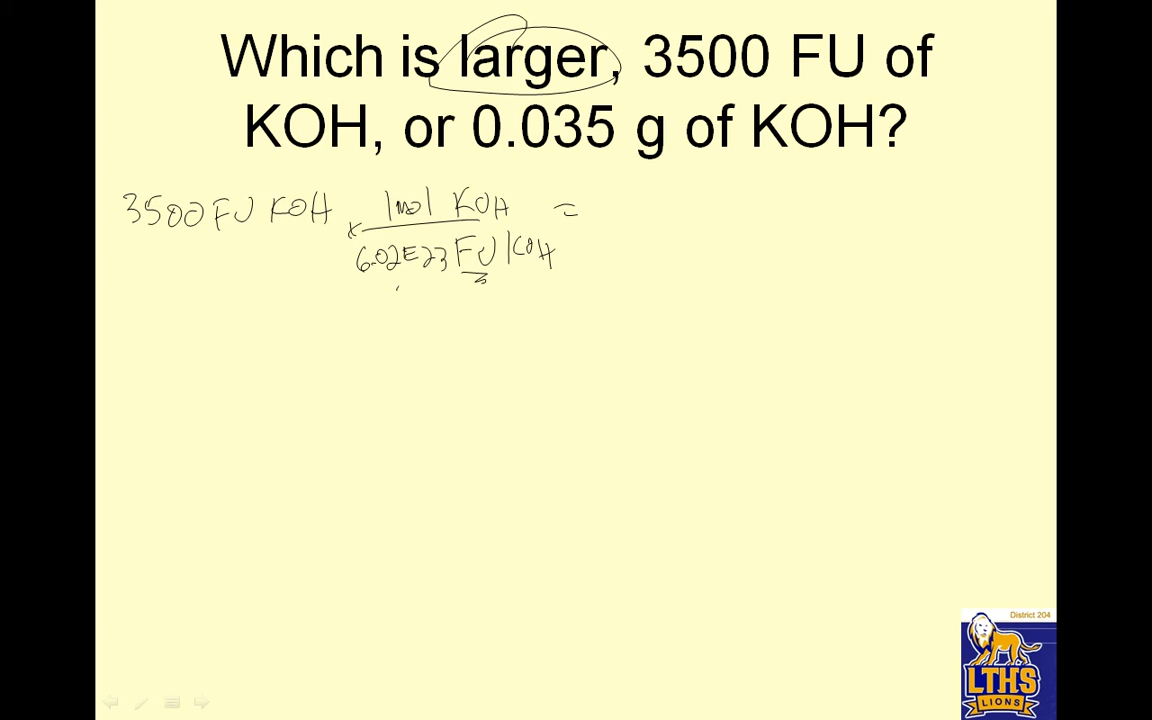 Which is larger, 3500 FU of
KOH, or 0.035 g of KOH?
3500 FU KOH x 1 mol KOH =
6.02E23 FU KOH
District 204
LTHS
LIONS